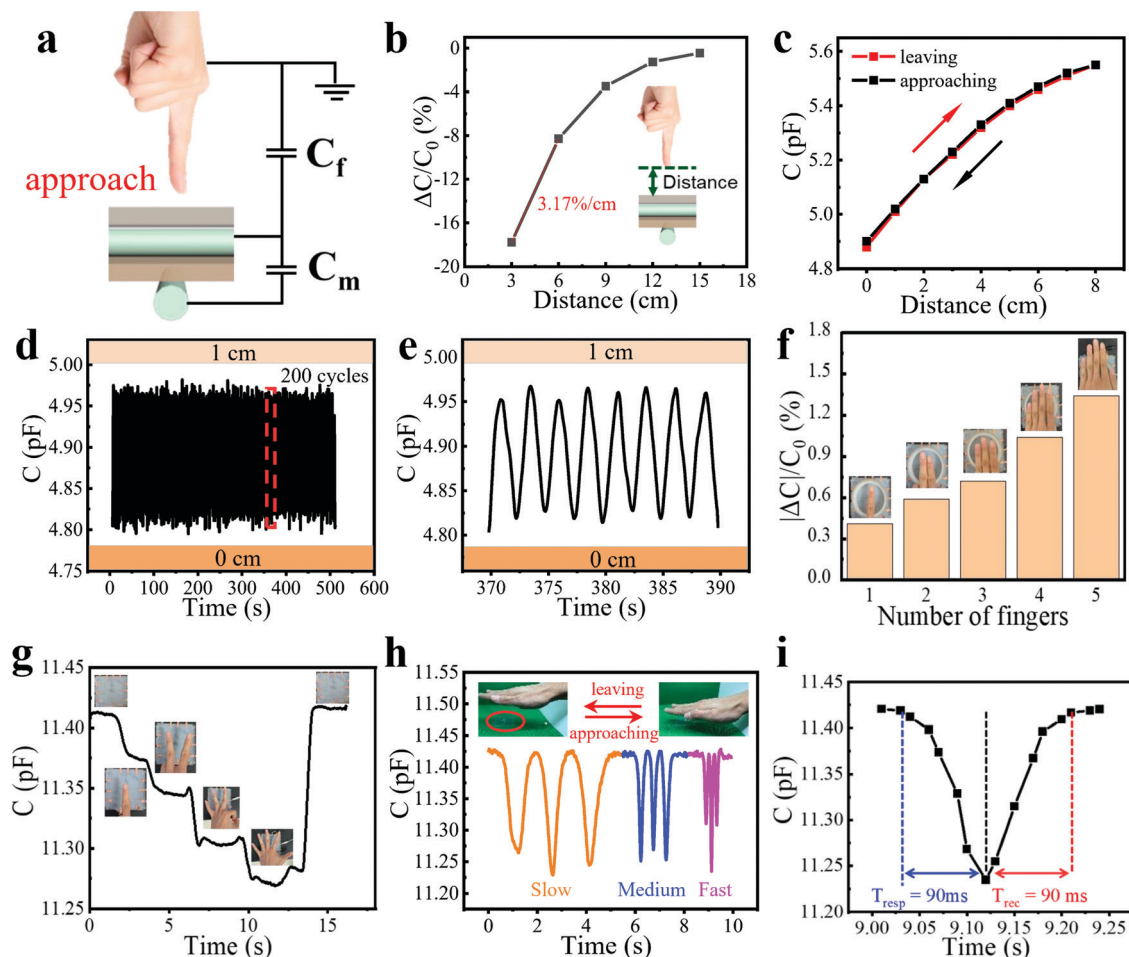 a
approach
C_f
C_m
b
ΔC/C_0 (%)
0
-4
-8
-12
-16
-20
3.17%/cm
Distance
3 6 9 12 15 18
Distance (cm)
c
C (pF)
5.6
5.4
5.2
5.0
4.8
leaving
approaching
0 2 4 6 8
Distance (cm)
d
C (pF)
5.00
4.95
4.90
4.85
4.80
4.75
1 cm
200 cycles
0 cm
0 100 200 300 400 500 600
Time (s)
e
C (pF)
5.00
4.95
4.90
4.85
4.80
1 cm
0 cm
370 375 380 385 390
Time (s)
f
|ΔC|/C_0 (%)
1.8
1.5
1.2
0.9
0.6
0.3
0.0
1 2 3 4 5
Number of fingers
g
C (pF)
11.45
11.40
11.35
11.30
11.25
0 5 10 15
Time (s)
h
C (pF)
11.55
11.50
11.45
11.40
11.35
11.30
11.25
11.20
leaving
approaching
Slow Medium Fast
0 2 4 6 8 10
Time (s)
i
C (pF)
11.45
11.40
11.35
11.30
11.25
11.20
T_resp = 90ms T_rec = 90 ms
9.00 9.05 9.10 9.15 9.20 9.25
Time (s)